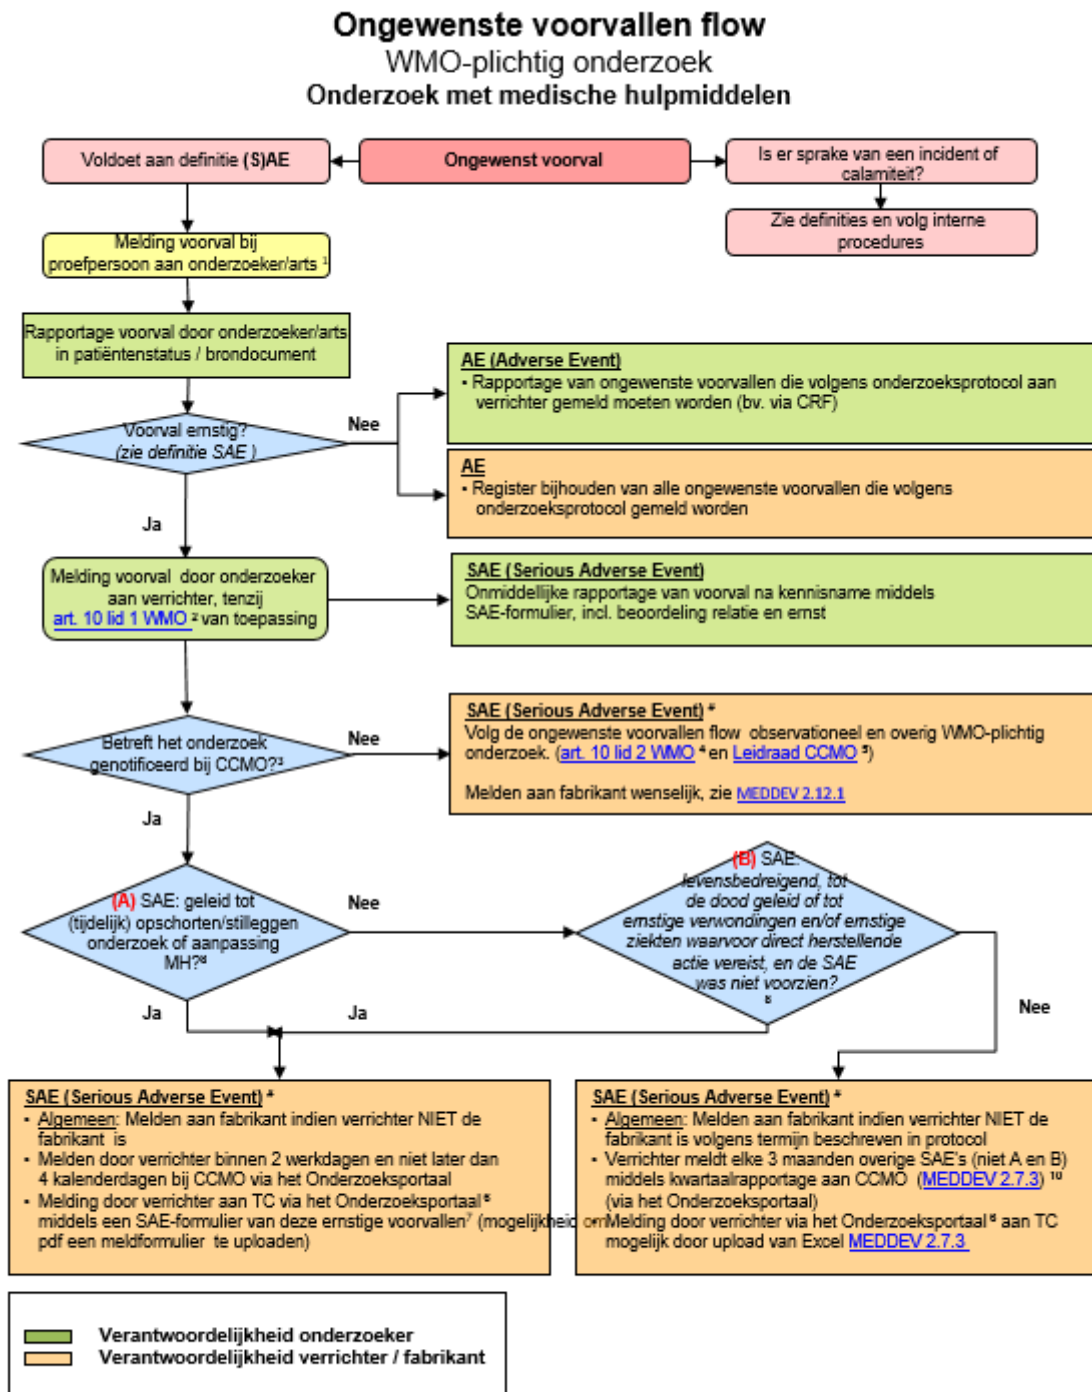 Ongewenste voorvallen flow
WMO-plichtig onderzoek
Onderzoek met medische hulpmiddelen
Voldoet aan definitie (S)AE
Ongewenst voorval
Is er sprake van een incident of
calamiteit?
Zie definities en volg interne
procedures
Melding voorval bij
proefpersoon aan onderzoeker/arts ¹
Rapportage voorval door onderzoeker/arts
in patiëntenstatus / brondocument
AE (Adverse Event)
▪ Rapportage van ongewenste voorvallen die volgens onderzoeksprotocol aan
verrichter gemeld moeten worden (bv. via CRF)
Voorval ernstig?
(zie definitie SAE )
Nee
AE
▪ Register bijhouden van alle ongewenste voorvallen die volgens
onderzoeksprotocol gemeld worden
Ja
Melding voorval door onderzoeker
aan verrichter, tenzij
art. 10 lid 1 WMO ² van toepassing
SAE (Serious Adverse Event)
Onmiddellijke rapportage van voorval na kennisname middels
SAE-formulier, incl. beoordeling relatie en ernst
Betreft het onderzoek
genotificeerd bij CCMO?³
Nee
SAE (Serious Adverse Event)
Volg de ongewenste voorvallen flow observationeel en overig WMO-plichtig
onderzoek. (art. 10 lid 2 WMO ⁴ en Leidraad CCMO ⁵)
Melden aan fabrikant wenselijk, zie MEDDEV 2.12.1
Ja
(A) SAE: geleid tot
(tijdelijk) opschorten/stilleggen
onderzoek of aanpassing
MH?
Nee
(B) SAE:
levensbedreigend, tot
de dood geleid of tot
ernstige verwondingen en/of ernstige
ziekten waarvoor direct herstellende
actie vereist, en de SAE
was niet voorzien?
Ja
Ja
Nee
SAE (Serious Adverse Event)
▪ Algemeen: Melden aan fabrikant indien verrichter NIET de
fabrikant is
▪ Melden door verrichter binnen 2 werkdagen en niet later dan
4 kalenderdagen bij CCMO via het Onderzoeksportaal
▪ Melding door verrichter aan TC via het Onderzoeksportaal⁶
middels een SAE-formulier van deze ernstige voorvallen⁷ (mogelijkheid om
pdf een meldformulier te uploaden)
SAE (Serious Adverse Event)
▪ Algemeen: Melden aan fabrikant indien verrichter NIET de
fabrikant is volgens termijn beschreven in protocol
▪ Verrichter meldt elke 3 maanden overige SAE's (niet A en B)
middels kwartaalrapportage aan CCMO (MEDDEV 2.7.3) ¹⁰
(via het Onderzoeksportaal)
Melding door verrichter via het Onderzoeksportaal⁶ aan TC
mogelijk door upload van Excel MEDDEV 2.7.3
Verantwoordelijkheid onderzoeker
Verantwoordelijkheid verrichter / fabrikant